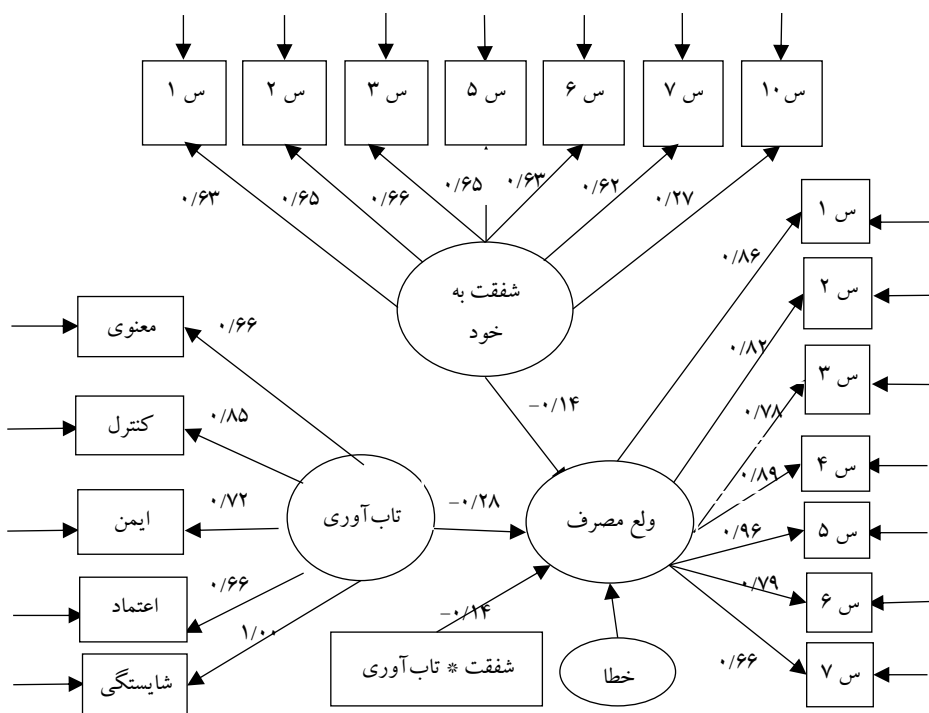 س ۱
س ۲
س ۳
س ۵
س ۶
س ۷
س ۱۰
۰/۶۳
۰/۶۵
۰/۶۶
۰/۶۵
۰/۶۳
۰/۶۲
۰/۲۷
شفقت به
خود
س ۱
س ۲
س ۳
س ۴
س ۵
س ۶
س ۷
۰/۸۶
۰/۸۲
۰/۷۸
۰/۸۹
۰/۹۶
۰/۷۹
۰/۶۶
معنوی
کنترل
ایمن
اعتماد
شایستگی
۰/۶۶
۰/۸۵
۰/۷۲
۰/۶۶
۱/۰۰
تاب‌آوری
−۰/۱۴
−۰/۲۸
ولع مصرف
−۰/۱۴
شفقت * تاب‌آوری
خطا